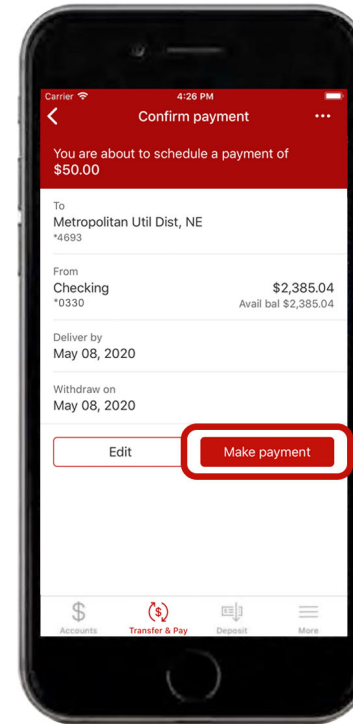 Carrier 4:26 PM
Confirm payment
You are about to schedule a payment of
$50.00
To
Metropolitan Util Dist, NE
*4693
From
Checking $2,385.04
*0330 Avail bal $2,385.04
Deliver by
May 08, 2020
Withdraw on
May 08, 2020
Edit Make payment
Accounts Transfer & Pay Deposit More